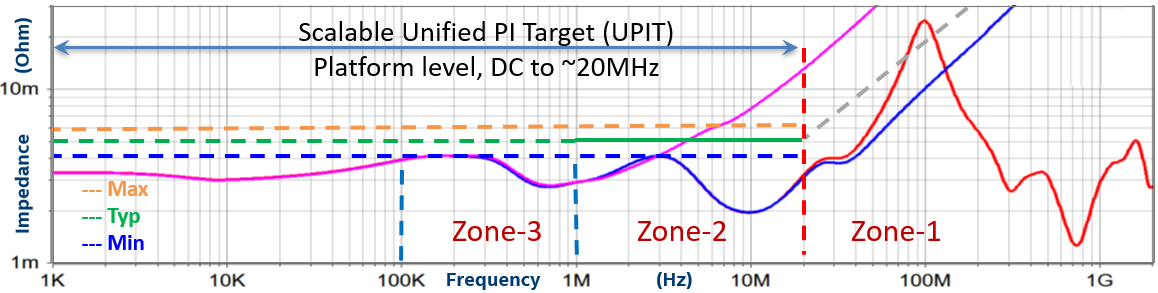 Scalable Unified PI Target (UPIT)
Platform level, DC to ~20MHz
Impedance (Ohm)
10m
1m
--- Max
--- Typ
--- Min
Zone-3
Zone-2
Zone-1
1K
10K
100K
Frequency
1M
(Hz)
10M
100M
1G